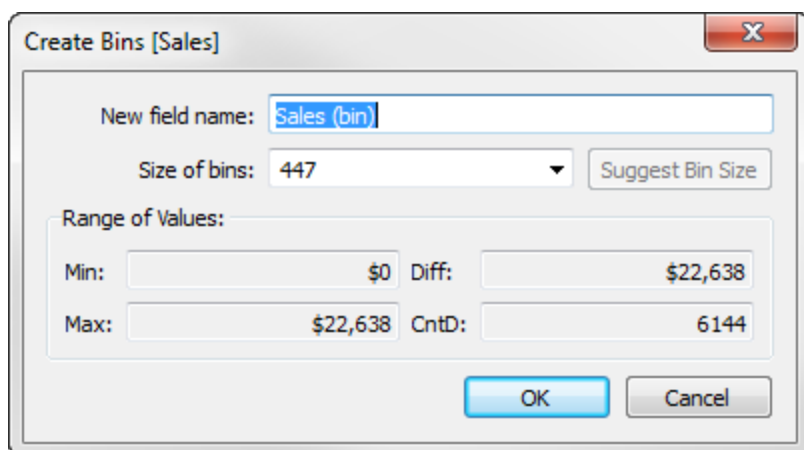 Create Bins [Sales]
New field name: Sales (bin)
Size of bins: 447 Suggest Bin Size
Range of Values:
Min: $0 Diff: $22,638
Max: $22,638 CntD: 6144
OK Cancel